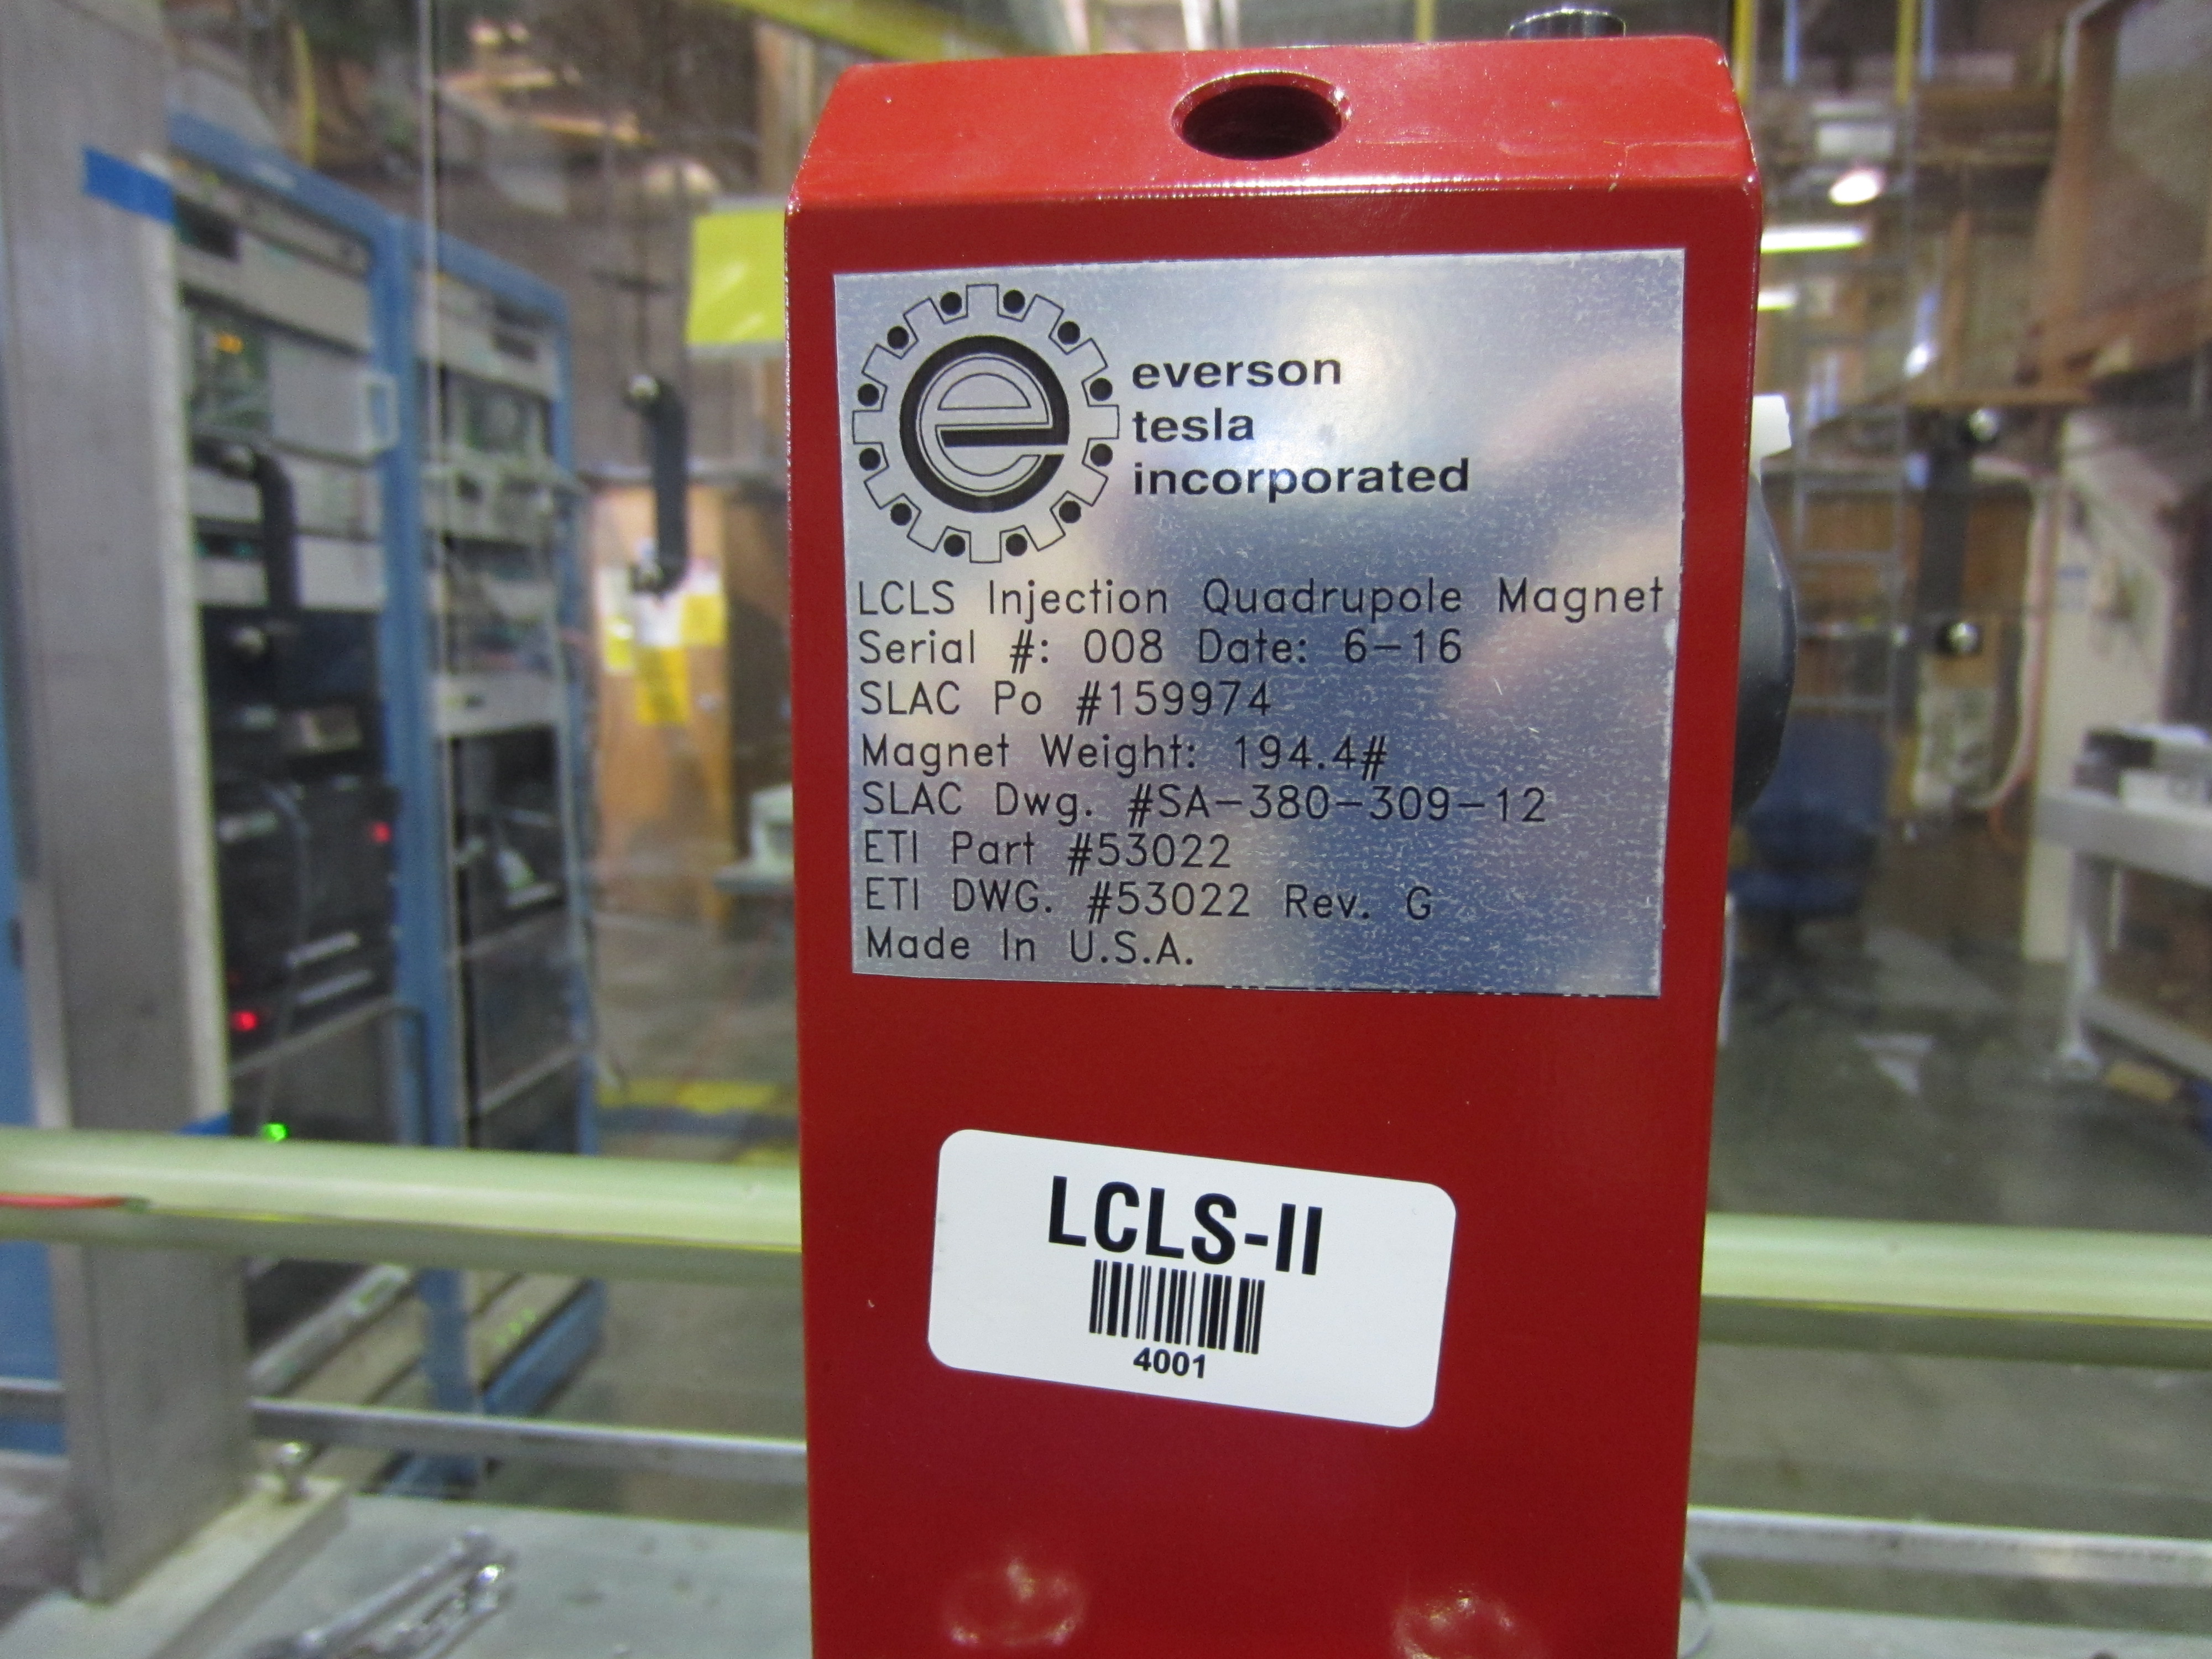 e
everson
tesla
incorporated
LCLS Injection Quadrupole Magnet
Serial #: 008 Date: 6-16
SLAC Po #159974
Magnet Weight: 194.4#
SLAC Dwg. #SA-380-309-12
ETI Part #53022
ETI DWG. #53022 Rev. G
Made In U.S.A.
LCLS-II
4001